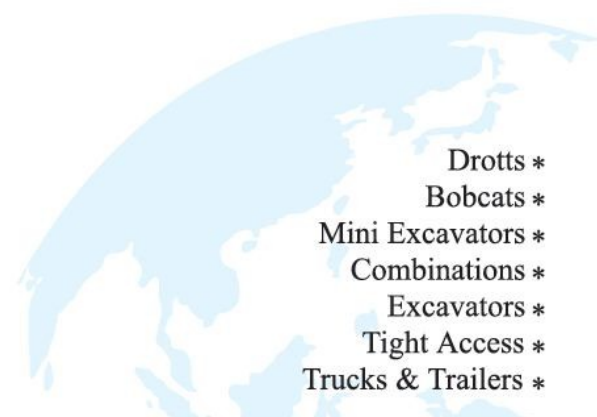 Drotts *
Bobcats *
Mini Excavators *
Combinations *
Excavators *
Tight Access *
Trucks & Trailers *